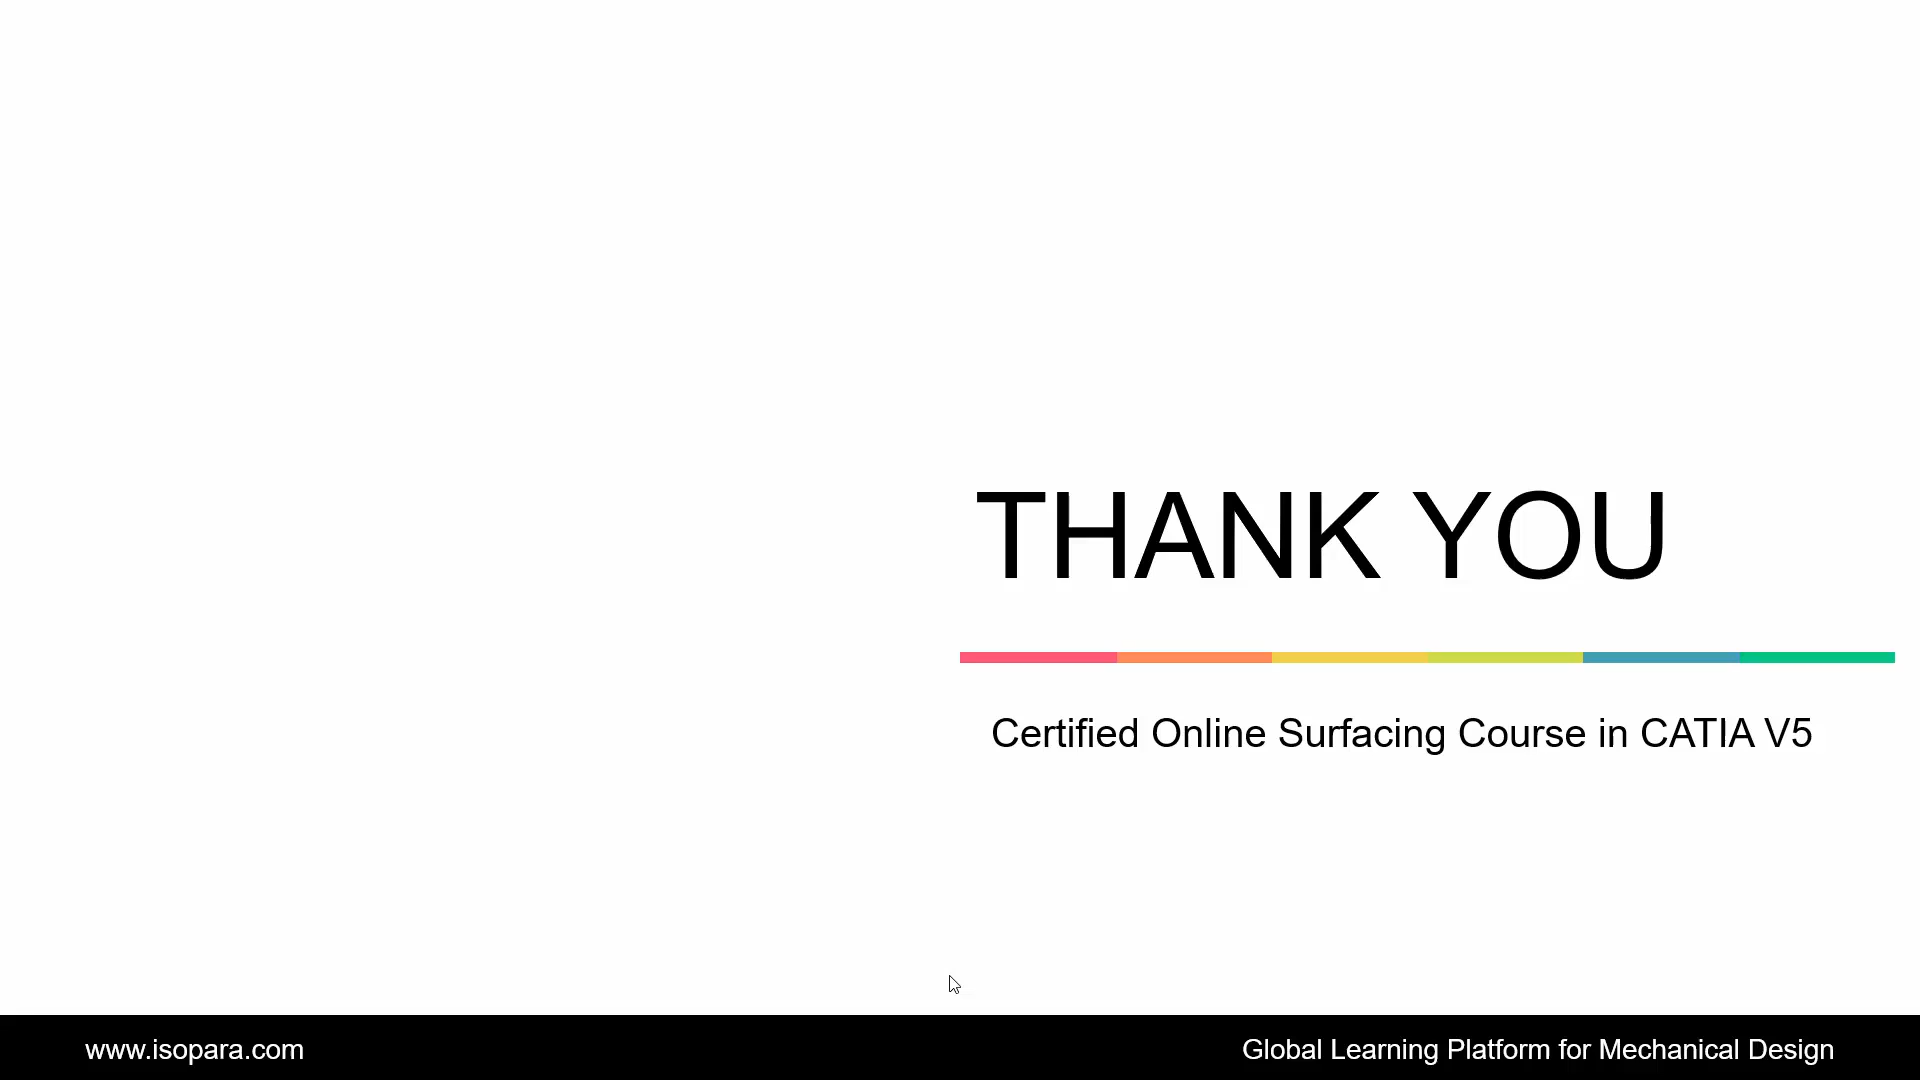 THANK YOU
Certified Online Surfacing Course in CATIA V5
www.isopara.com
Global Learning Platform for Mechanical Design